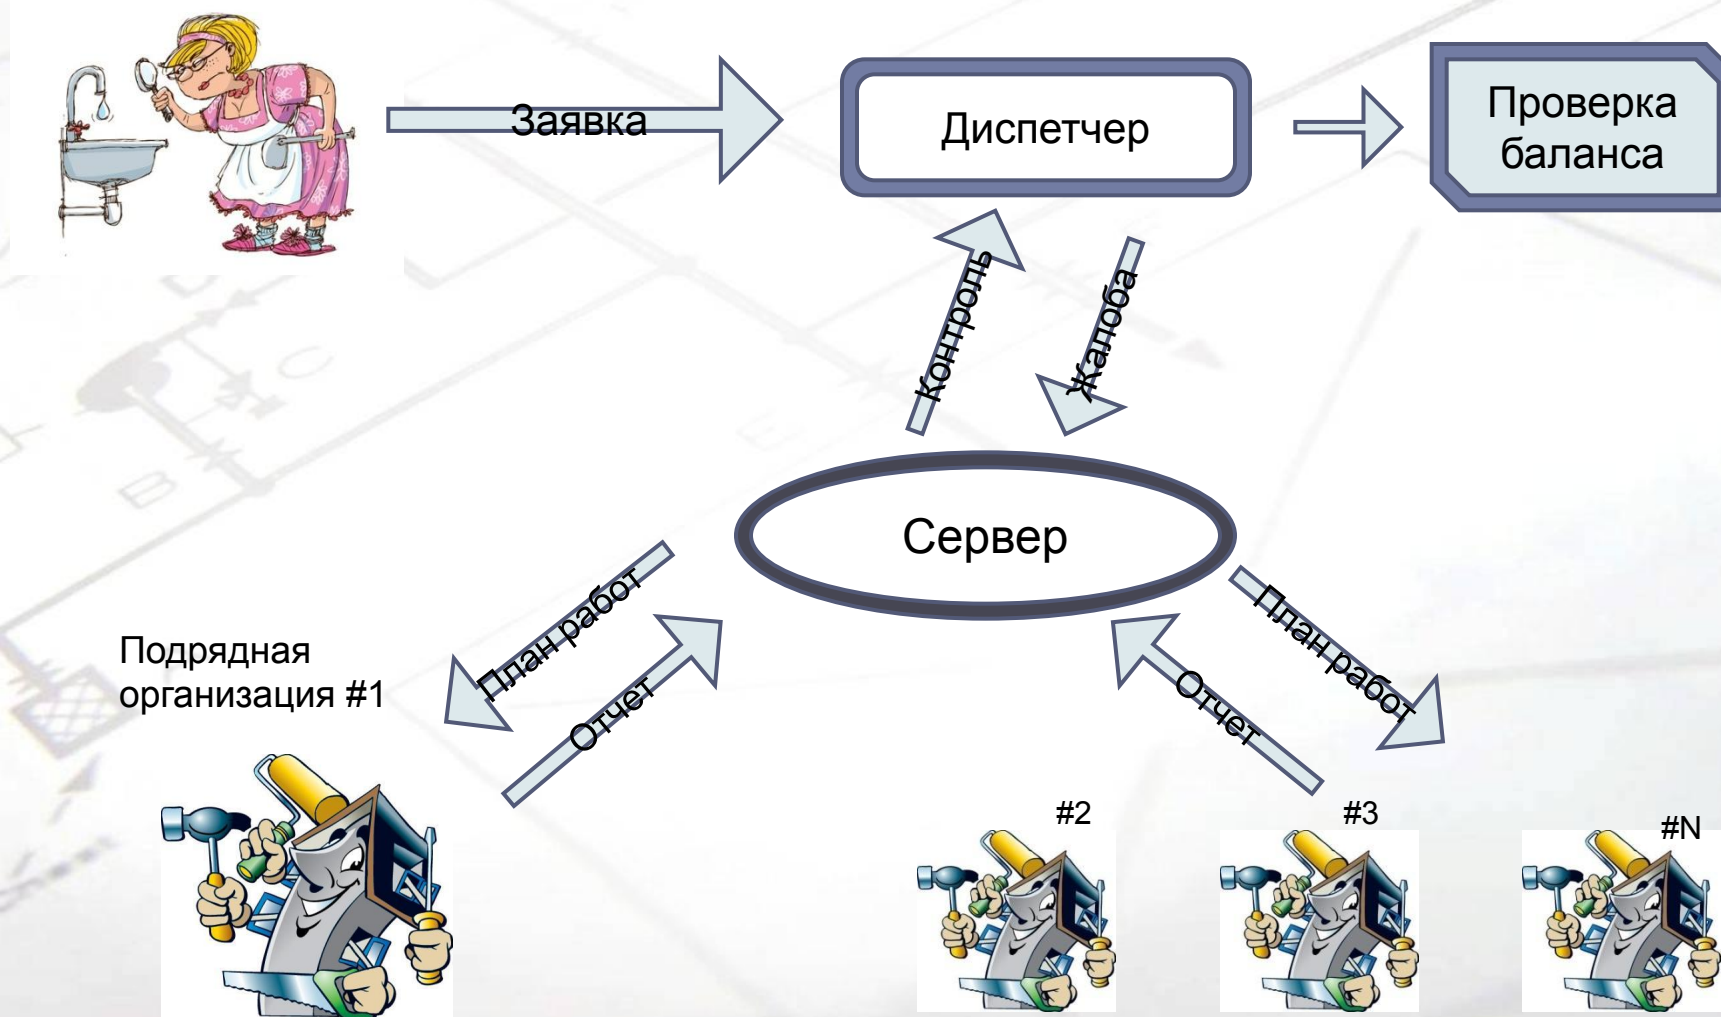 Заявка
Диспетчер
Проверка
баланса
Контроль
Жалоба
Сервер
План работ
Отчет
План работ
Отчет
Подрядная
организация #1
#2
#3
#N